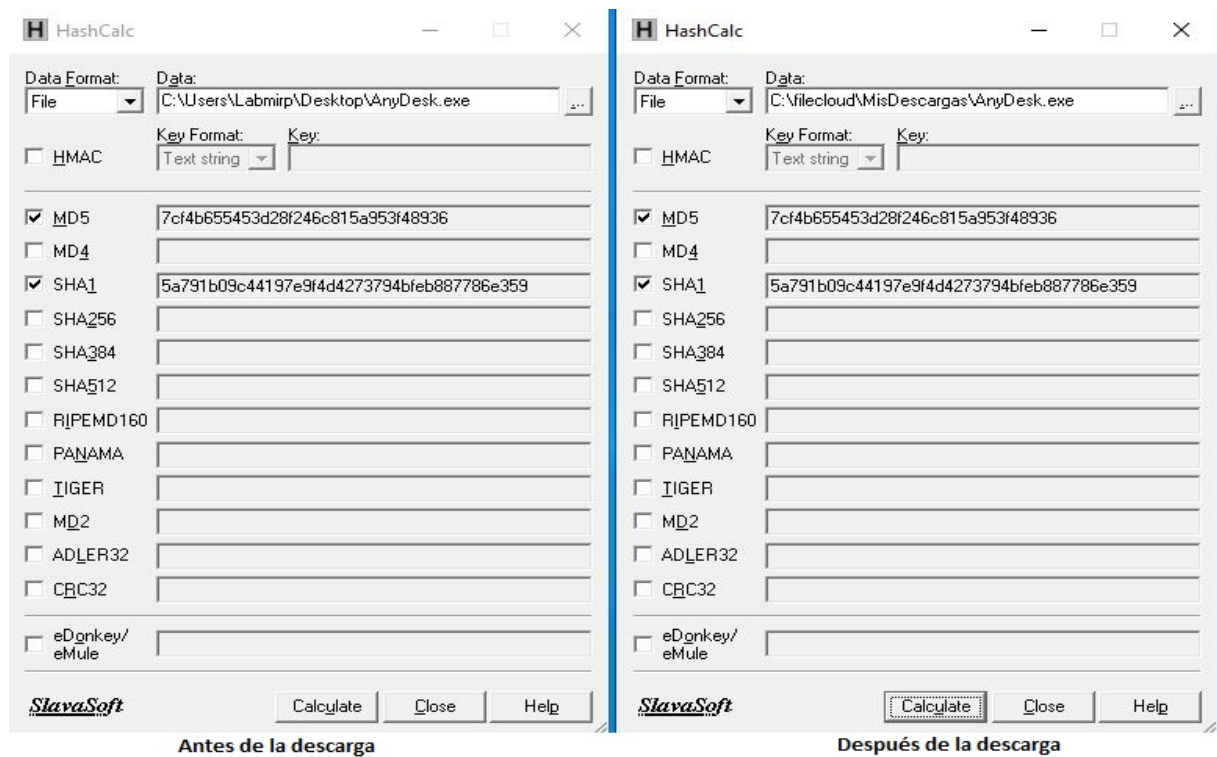 HashCalc
Data Format:
Data:
File
C:\Users\Labmirp\Desktop\AnyDesk.exe
...
Key Format:
Key:
HMAC
Text string
MD5
7cf4b655453d28f246c815a953f48936
MD4
SHA1
5a791b09c44197e9f4d4273794bfeb887786e359
SHA256
SHA384
SHA512
RIPEMD160
PANAMA
TIGER
MD2
ADLER32
CRC32
eDonkey/
eMule
SlavaSoft
Calculate
Close
Help
Antes de la descarga
HashCalc
Data Format:
Data:
File
C:\filecloud\MisDescargas\AnyDesk.exe
...
Key Format:
Key:
HMAC
Text string
MD5
7cf4b655453d28f246c815a953f48936
MD4
SHA1
5a791b09c44197e9f4d4273794bfeb887786e359
SHA256
SHA384
SHA512
RIPEMD160
PANAMA
TIGER
MD2
ADLER32
CRC32
eDonkey/
eMule
SlavaSoft
Calculate
Close
Help
Después de la descarga